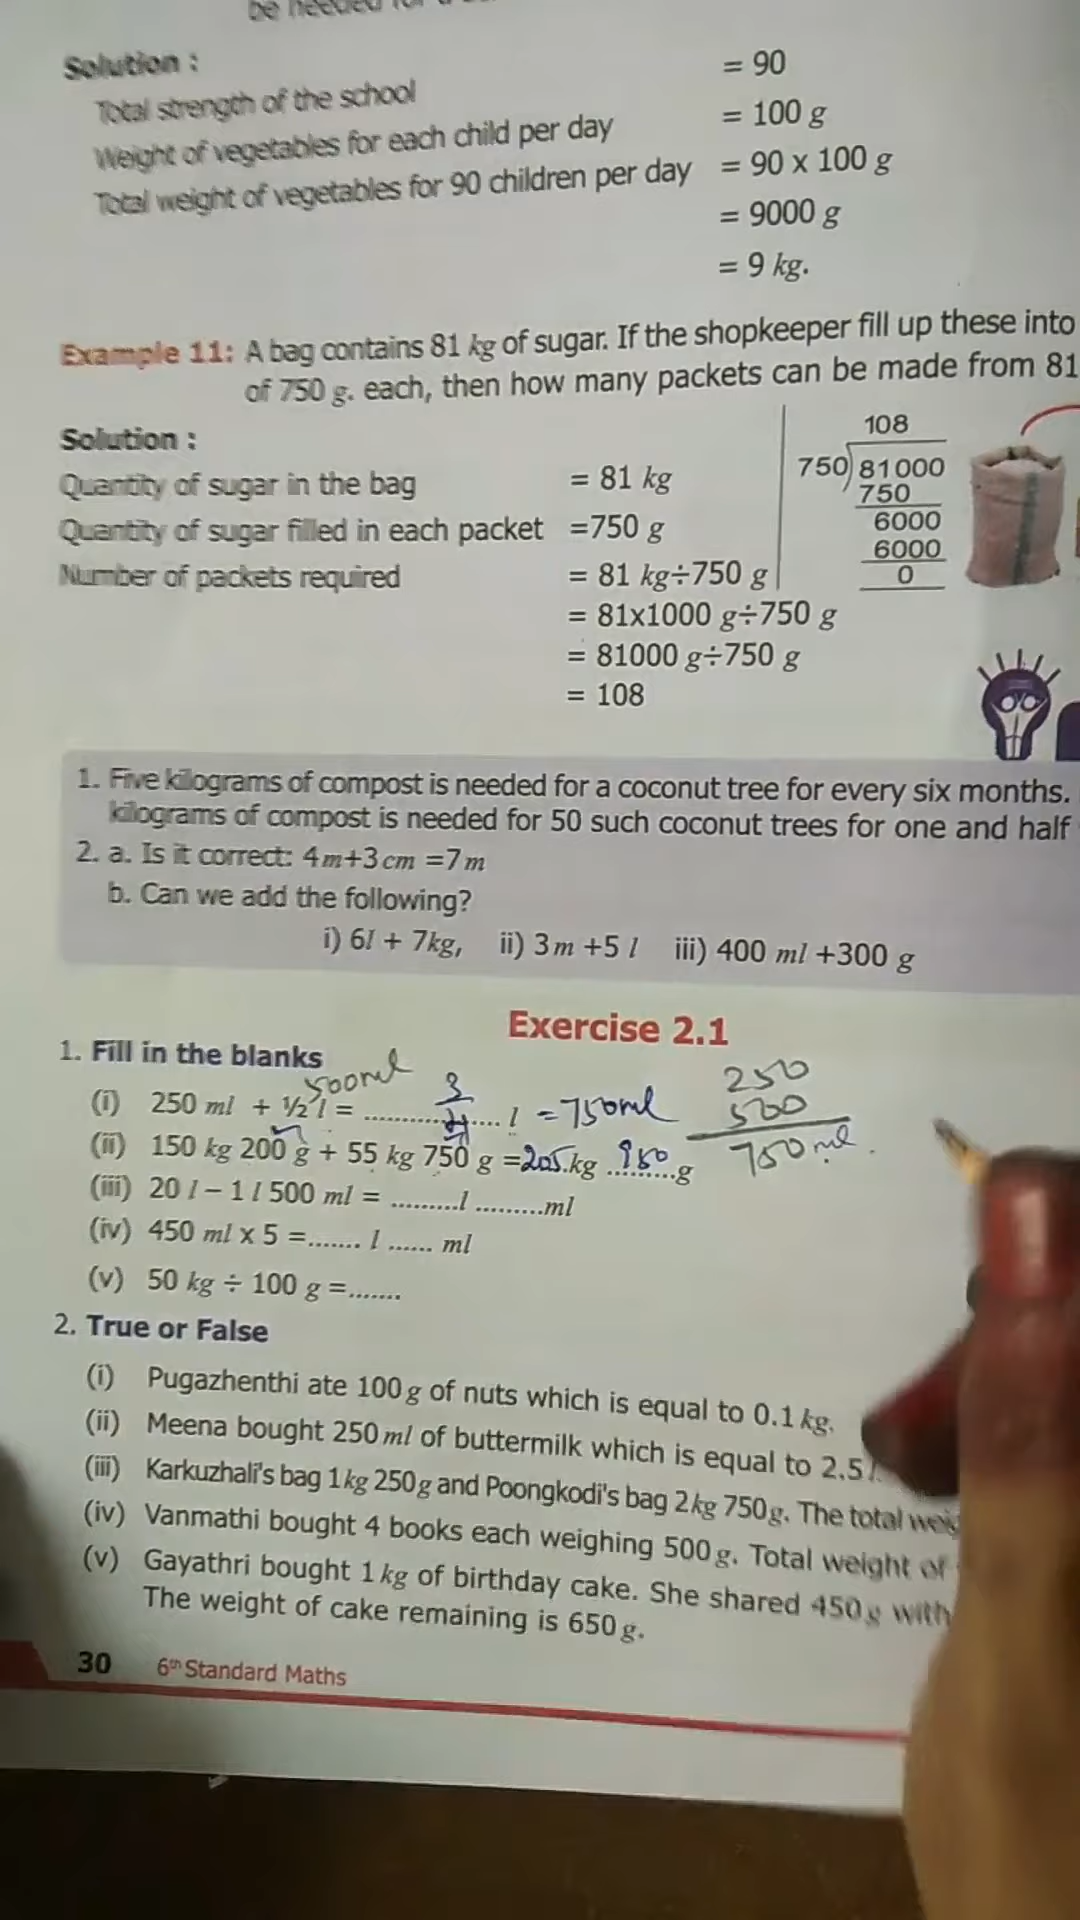 be needed for a
Solution :
Total strength of the school = 90
Weight of vegetables for each child per day = 100 g
Total weight of vegetables for 90 children per day = 90 x 100 g
= 9000 g
= 9 kg.
Example 11: A bag contains 81 kg of sugar. If the shopkeeper fill up these into
of 750 g. each, then how many packets can be made from 81
Solution :
Quantity of sugar in the bag = 81 kg
Quantity of sugar filled in each packet =750 g
Number of packets required = 81 kg÷750 g
= 81x1000 g÷750 g
= 81000 g÷750 g
= 108
108
750)81000
750
6000
6000
0
1. Five kilograms of compost is needed for a coconut tree for every six months.
kilograms of compost is needed for 50 such coconut trees for one and half
2. a. Is it correct: 4m+3cm =7m
b. Can we add the following?
i) 6l + 7kg, ii) 3m +5 l iii) 400 ml +300 g
Exercise 2.1
1. Fill in the blanks
500ml
(i) 250 ml + ½ l = .......... 3/4 .... l = 750ml
250
500
750 ml.
(ii) 150 kg 200 g + 55 kg 750 g =205.kg 950 g
(iii) 20 l – 1 l 500 ml = .........l .........ml
(iv) 450 ml x 5 =....... l ...... ml
(v) 50 kg ÷ 100 g =.......
2. True or False
(i) Pugazhenthi ate 100g of nuts which is equal to 0.1 kg.
(ii) Meena bought 250 ml of buttermilk which is equal to 2.5 l.
(iii) Karkuzhali's bag 1 kg 250g and Poongkodi's bag 2 kg 750g. The total
(iv) Vanmathi bought 4 books each weighing 500 g. Total weight of
(v) Gayathri bought 1 kg of birthday cake. She shared 450g with
The weight of cake remaining is 650 g.
30 6th Standard Maths